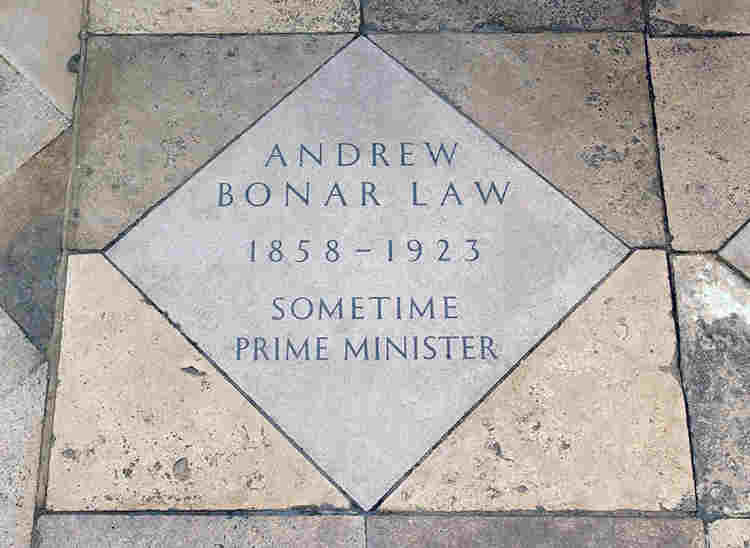 ANDREW
BONAR LAW
1858–1923
SOMETIME
PRIME MINISTER